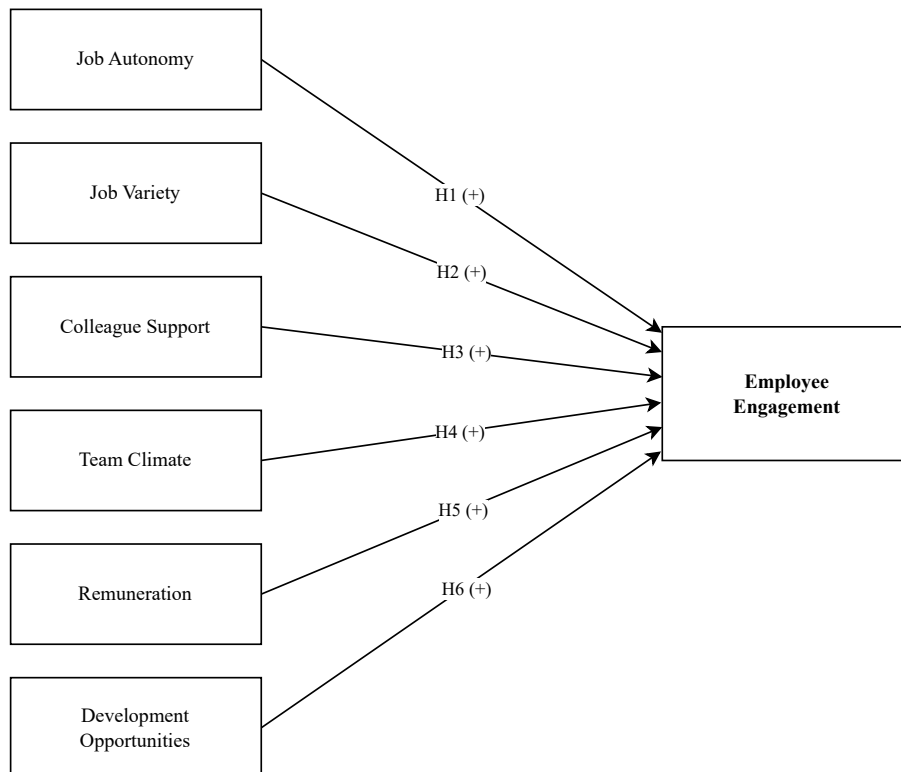 Job Autonomy
H1 (+)
Job Variety
H2 (+)
Colleague Support
H3 (+)
Employee
Engagement
Team Climate
H4 (+)
H5 (+)
Remuneration
H6 (+)
Development
Opportunities